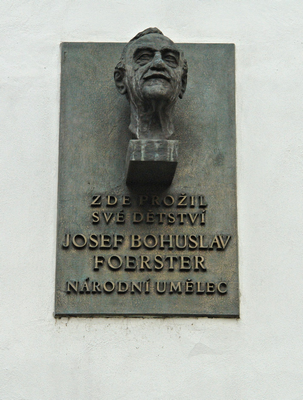 ZDE PROŽIL
SVÉ DĚTSTVÍ
JOSEF BOHUSLAV
FOERSTER
NÁRODNÍ UMĚLEC